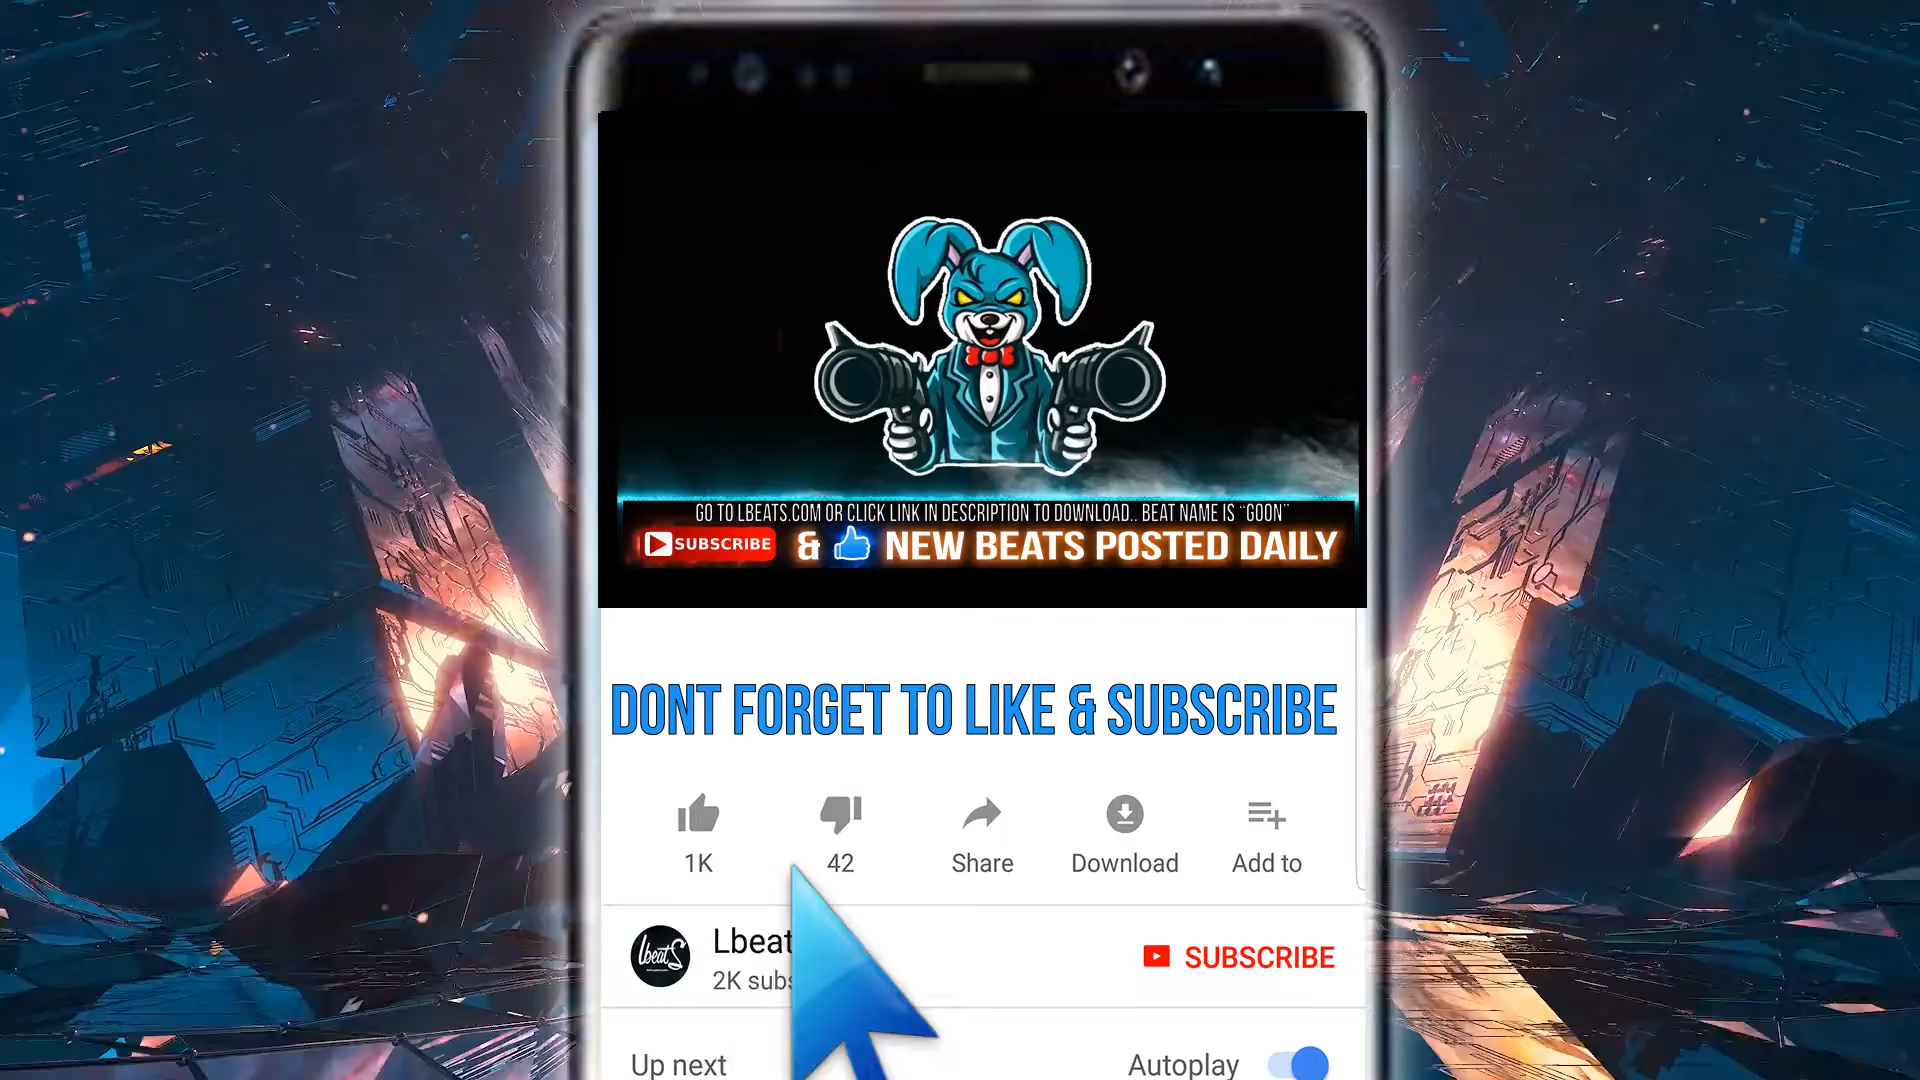 GO TO LBEATS.COM OR CLICK LINK IN DESCRIPTION TO DOWNLOAD.. BEAT NAME IS "GOON"
SUBSCRIBE & NEW BEATS POSTED DAILY
DONT FORGET TO LIKE & SUBSCRIBE
1K 42 Share Download Add to
lbeatS
Lbeat
2K subs
SUBSCRIBE
Up next Autoplay